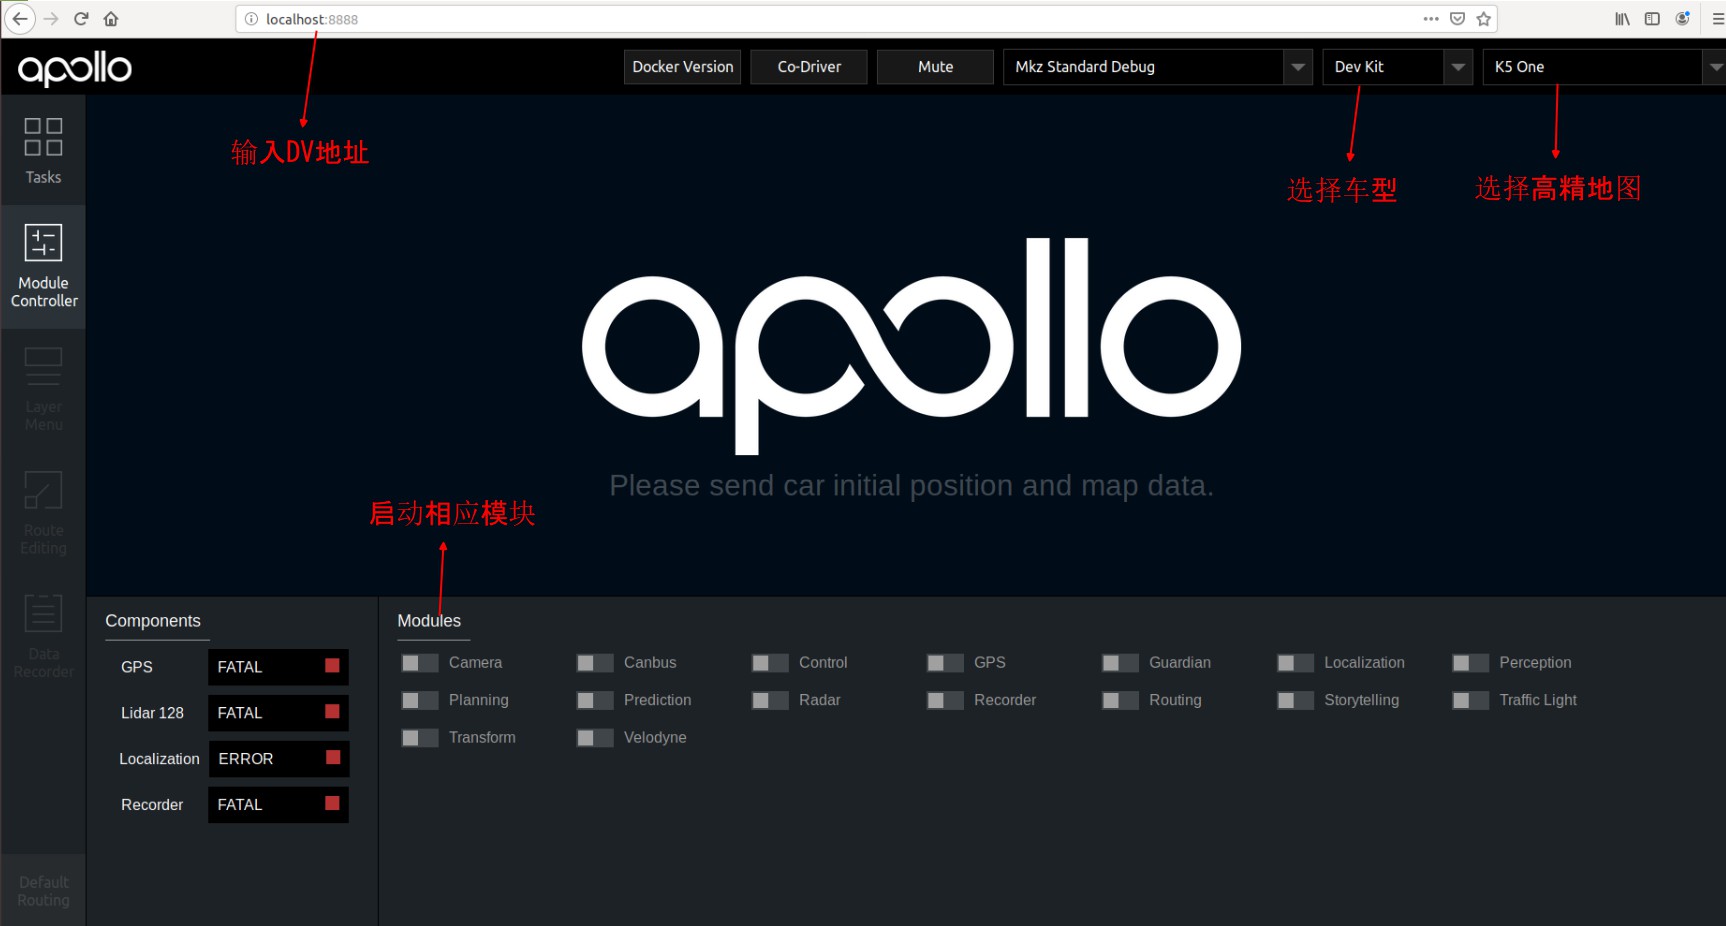 localhost:8888
apollo
Docker Version
Co-Driver
Mute
Mkz Standard Debug
Dev Kit
K5 One
输入DV地址
选择车型
选择高精地图
Tasks
Module
Controller
Layer
Menu
Route
Editing
Data
Recorder
Default
Routing
apollo
Please send car initial position and map data.
启动相应模块
Components
GPS FATAL
Lidar 128 FATAL
Localization ERROR
Recorder FATAL
Modules
Camera Canbus Control GPS Guardian Localization Perception
Planning Prediction Radar Recorder Routing Storytelling Traffic Light
Transform Velodyne